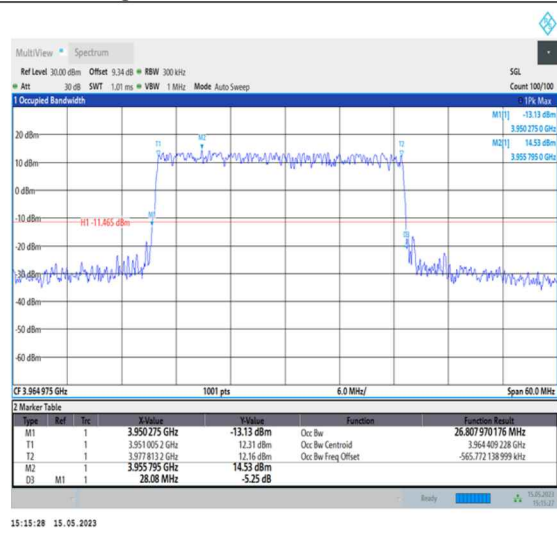 MultiView Spectrum
Ref Level 30.00 dBm Offset 9.34 dB RBW 300 kHz SGL
Att 30 dB SWT 1.01 ms VBW 1 MHz Mode Auto Sweep Count 100/100
1 Occupied Bandwidth 1Pk Max
M1[1] -13.13 dBm
3.950 275 0 GHz
M2[1] 14.53 dBm
3.955 795 0 GHz
20 dBm
T1 M2 T2
10 dBm
0 dBm
-10 dBm
M1
H1 -11.465 dBm
D3
-20 dBm
-30 dBm
-40 dBm
-50 dBm
-60 dBm
CF 3.964 975 GHz 1001 pts 6.0 MHz/ Span 60.0 MHz
2 Marker Table
Type Ref Trc X-Value Y-Value Function Function Result
M1 1 3.950 275 GHz -13.13 dBm Occ Bw 26.807 970 176 MHz
T1 1 3.951 005 2 GHz 12.31 dBm Occ Bw Centroid 3.964 409 228 GHz
T2 1 3.977 813 2 GHz 12.16 dBm Occ Bw Freq Offset -565.772 138 999 kHz
M2 1 3.955 795 GHz 14.53 dBm
D3 M1 1 28.08 MHz -5.25 dB
Ready 15.05.2023
15:15:27
15:15:28 15.05.2023